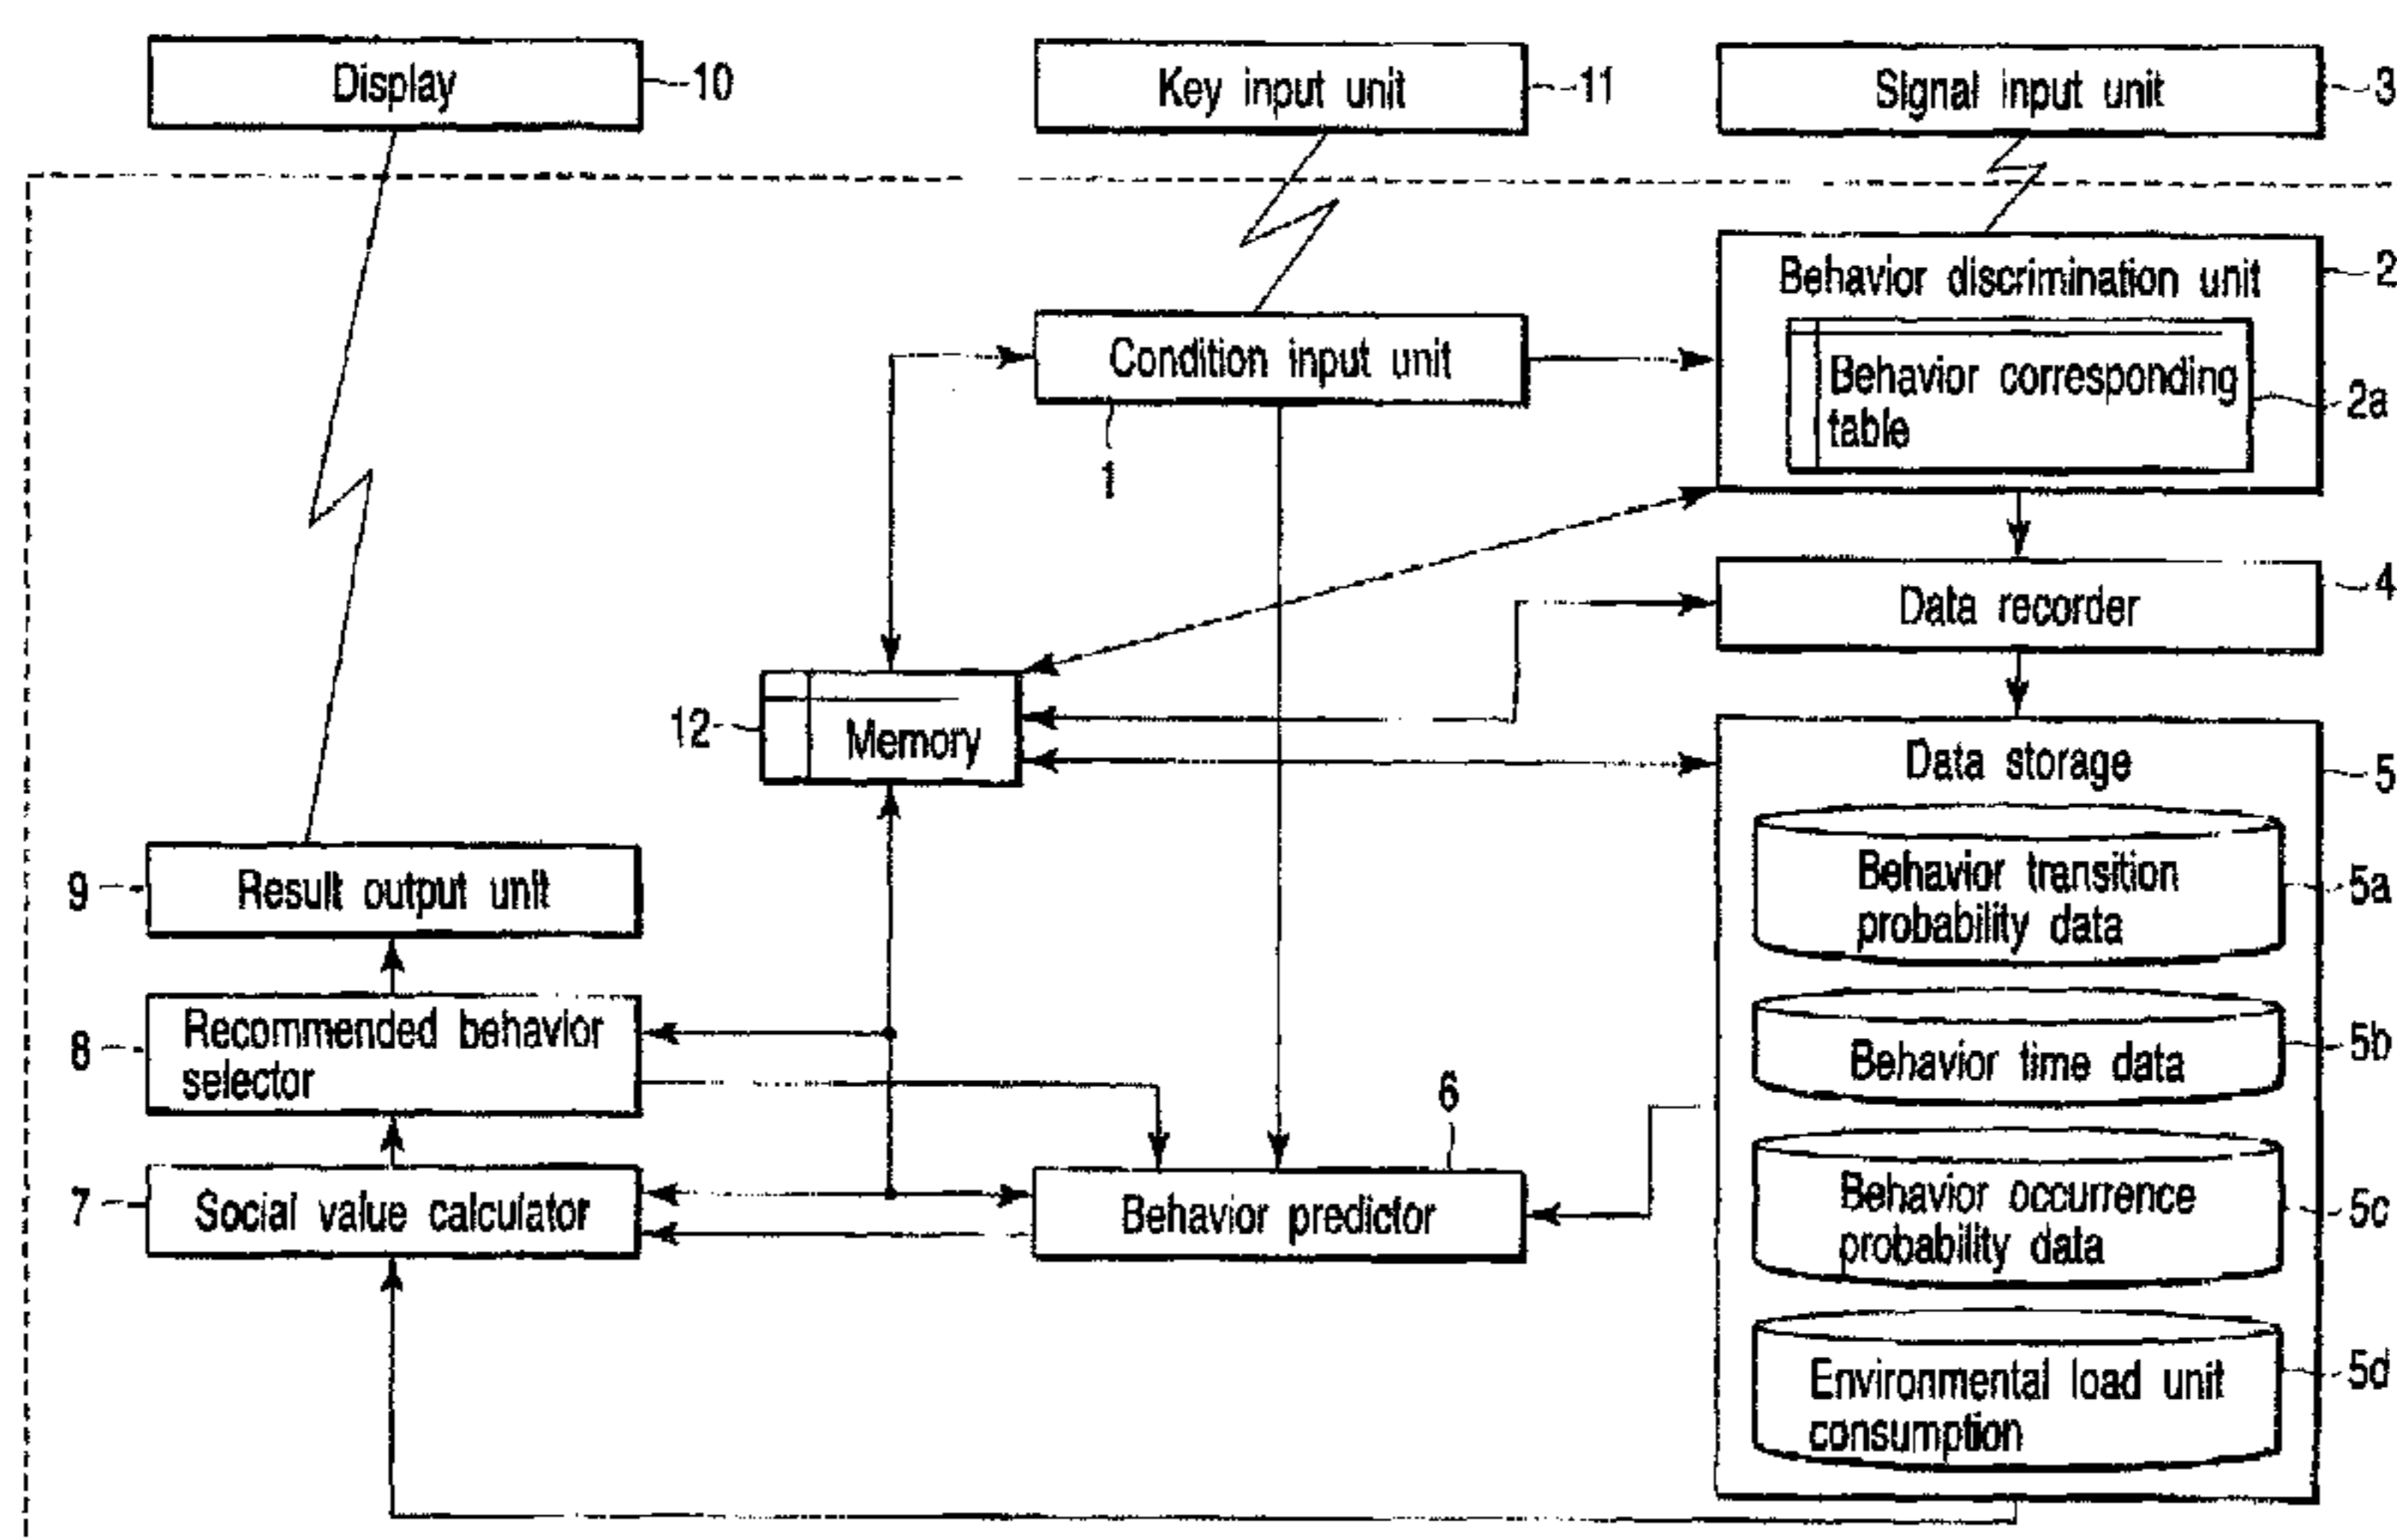 Display
10
Key input unit
11
Signal input unit
3
Behavior discrimination unit
2
Behavior corresponding
table
2a
Condition input unit
1
Data recorder
4
12
Memory
Data storage
5
Behavior transition
probability data
5a
9
Result output unit
8
Recommended behavior
selector
Behavior time data
5b
6
7
Social value calculator
Behavior predictor
Behavior occurrence
probability data
5c
Environmental load unit
consumption
5d